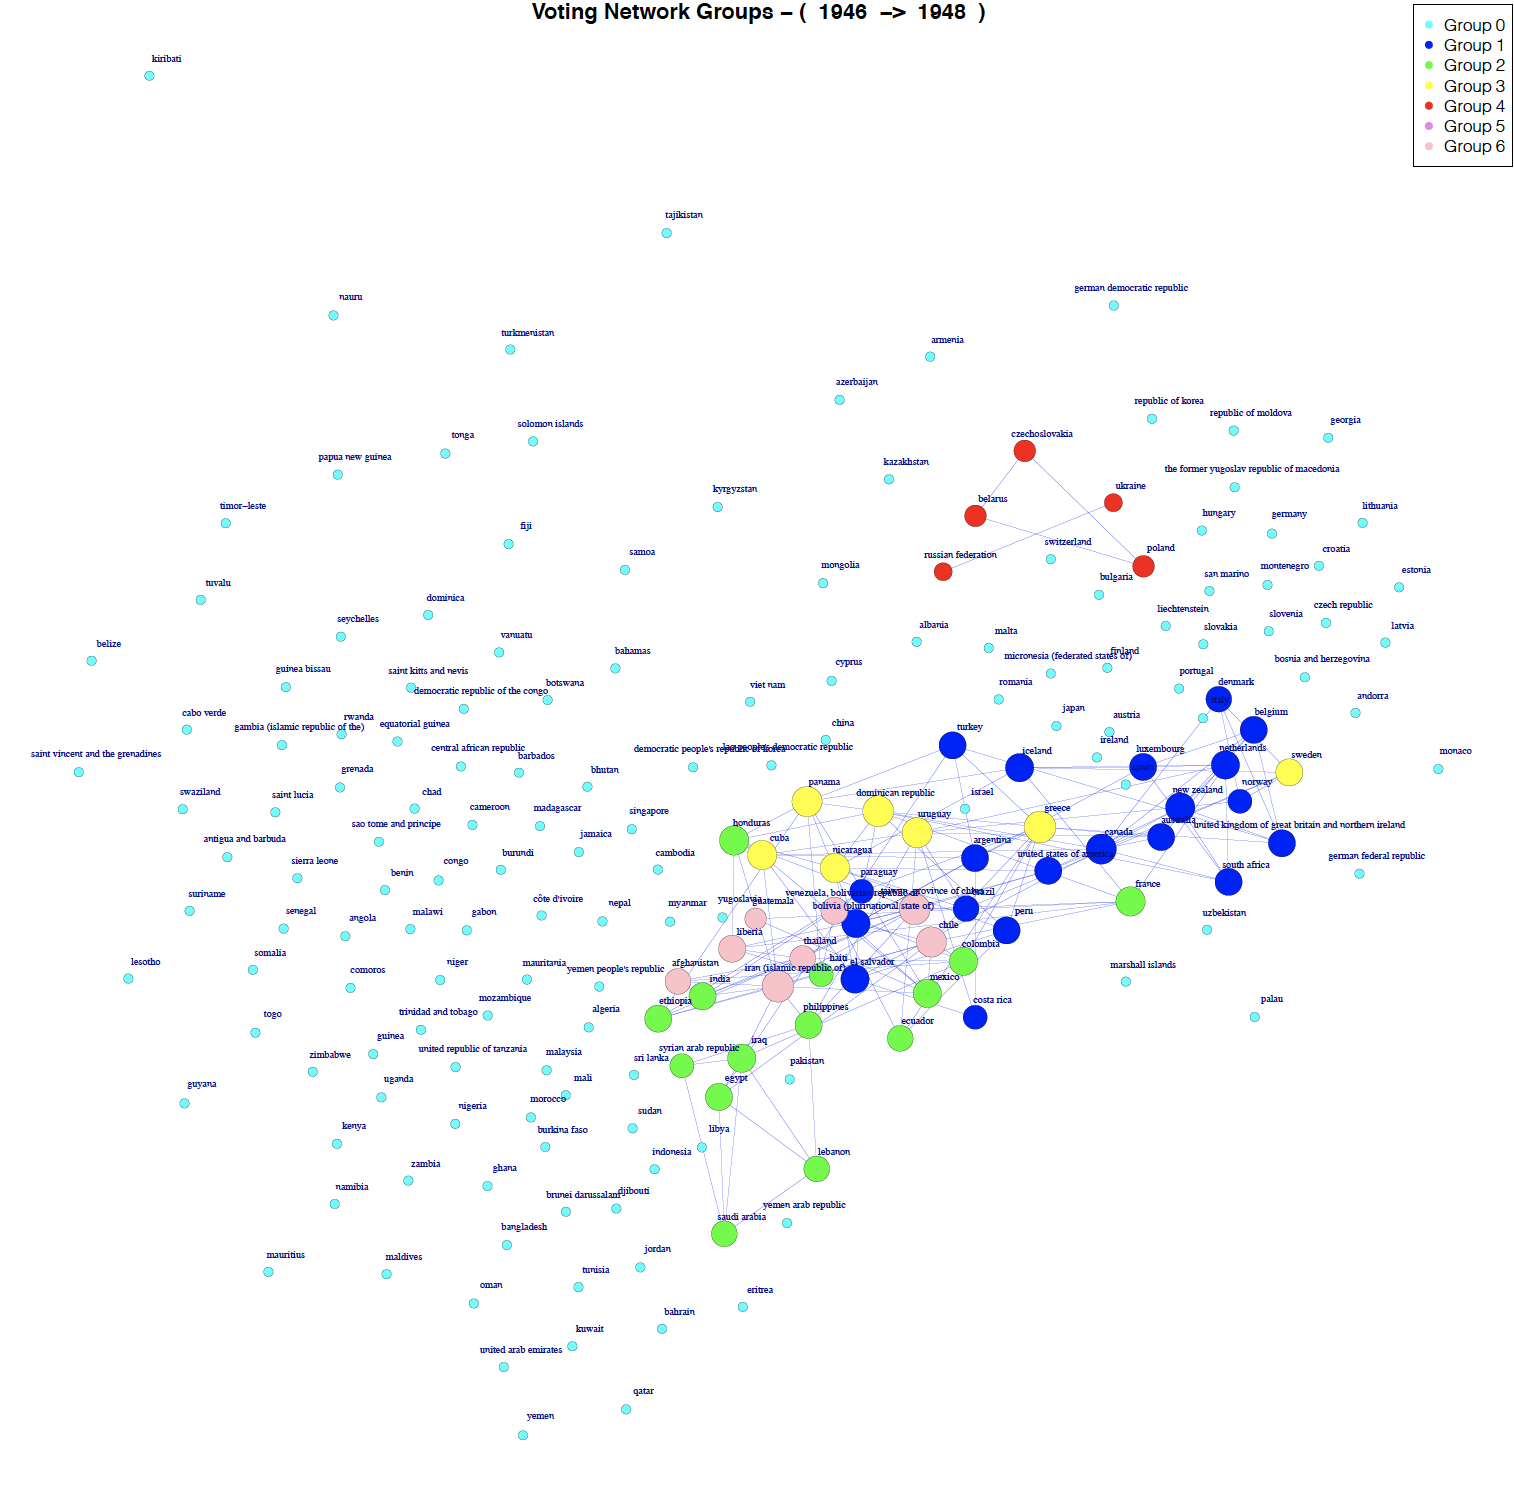 Voting Network Groups – ( 1946 –> 1948 )
Group 0
Group 1
Group 2
Group 3
Group 4
Group 5
Group 6
kiribati
tajikistan
german democratic republic
nauru
turkmenistan
armenia
azerbaijan
republic of korea
republic of moldova
georgia
solomon islands
tonga
czechoslovakia
papua new guinea
kazakhstan
the former yugoslav republic of macedonia
kyrgyzstan
ukraine
belarus
timor–leste
lithuania
hungary
germany
fiji
switzerland
samoa
russian federation
poland
croatia
mongolia
montenegro
estonia
bulgaria
san marino
tuvalu
dominica
liechtenstein
czech republic
slovenia
seychelles
albania
slovakia
latvia
malta
vanuatu
belize
bahamas
micronesia (federated states of)
finland
bosnia and herzegovina
cyprus
guinea bissau
saint kitts and nevis
portugal
botswana
viet nam
romania
denmark
democratic republic of the congo
andorra
italy
japan
cabo verde
rwanda
austria
gambia (islamic republic of the)
equatorial guinea
china
turkey
belgium
ireland
central african republic
democratic people's republic of korea
lao people's democratic republic
luxembourg
netherlands
saint vincent and the grenadines
barbados
iceland
sweden
monaco
grenada
bhutan
spain
panama
norway
swaziland
saint lucia
chad
dominican republic
israel
new zealand
cameroon
madagascar
singapore
uruguay
greece
sao tome and principe
honduras
australia
united kingdom of great britain and northern ireland
antigua and barbuda
jamaica
cuba
argentina
canada
sierra leone
congo
burundi
cambodia
nicaragua
united states of america
german federal republic
benin
paraguay
south africa
suriname
côte d'ivoire
yugoslavia
guatemala
venezuela, bolivarian republic of
taiwan, province of china
brazil
france
nepal
myanmar
bolivia (plurinational state of)
senegal
angola
malawi
gabon
peru
uzbekistan
liberia
chile
thailand
colombia
somalia
lesotho
niger
mauritania
yemen people's republic
afghanistan
haiti
el salvador
iran (islamic republic of)
marshall islands
comoros
india
mexico
mozambique
ethiopia
costa rica
palau
togo
trinidad and tobago
algeria
philippines
ecuador
guinea
united republic of tanzania
syrian arab republic
iraq
zimbabwe
malaysia
sri lanka
pakistan
guyana
uganda
mali
egypt
nigeria
morocco
sudan
kenya
burkina faso
libya
indonesia
lebanon
zambia
ghana
namibia
brunei darussalam
djibouti
yemen arab republic
saudi arabia
bangladesh
mauritius
maldives
jordan
tunisia
oman
eritrea
bahrain
kuwait
united arab emirates
qatar
yemen